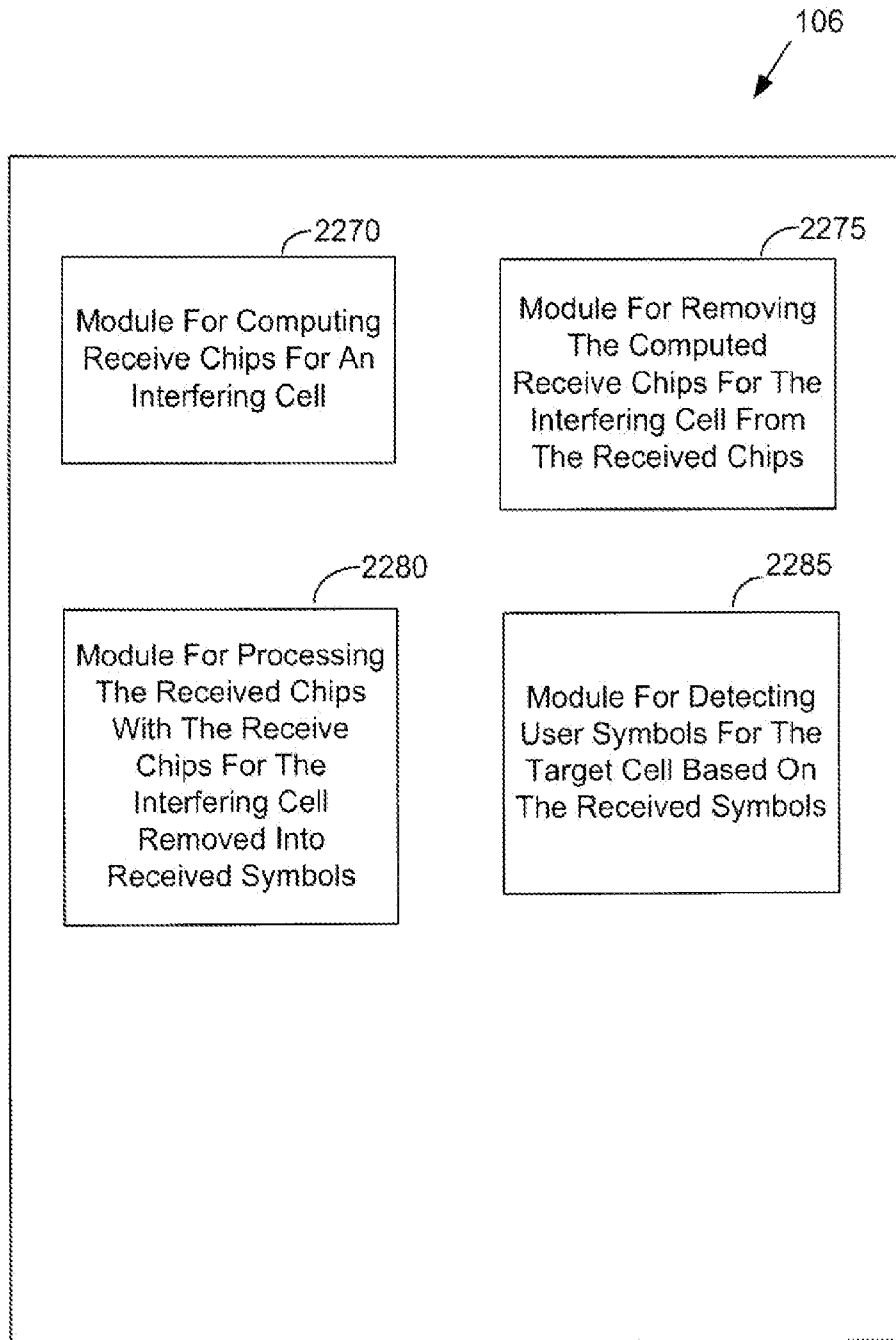 106
2270
Module For Computing
Receive Chips For An
Interfering Cell
2275
Module For Removing
The Computed
Receive Chips For The
Interfering Cell From
The Received Chips
2280
Module For Processing
The Received Chips
With The Receive
Chips For The
Interfering Cell
Removed Into
Received Symbols
2285
Module For Detecting
User Symbols For The
Target Cell Based On
The Received Symbols